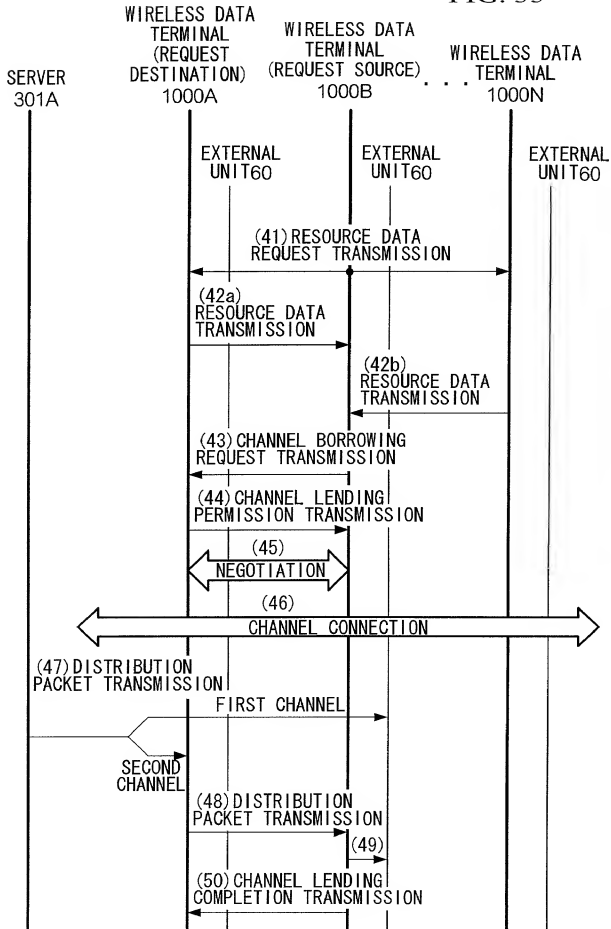 WIRELESS DATA
TERMINAL
(REQUEST
DESTINATION)
1000A
WIRELESS DATA
TERMINAL
(REQUEST SOURCE)
1000B
. . .
WIRELESS DATA
TERMINAL
1000N
SERVER
301A
EXTERNAL
UNIT60
EXTERNAL
UNIT60
EXTERNAL
UNIT60
(41)RESOURCE DATA
REQUEST TRANSMISSION
(42a)
RESOURCE DATA
TRANSMISSION
(42b)
RESOURCE DATA
TRANSMISSION
(43)CHANNEL BORROWING
REQUEST TRANSMISSION
(44)CHANNEL LENDING
PERMISSION TRANSMISSION
(45)
NEGOTIATION
(46)
CHANNEL CONNECTION
(47)DISTRIBUTION
PACKET TRANSMISSION
FIRST CHANNEL
SECOND
CHANNEL
(48)DISTRIBUTION
PACKET TRANSMISSION
(49)
(50)CHANNEL LENDING
COMPLETION TRANSMISSION